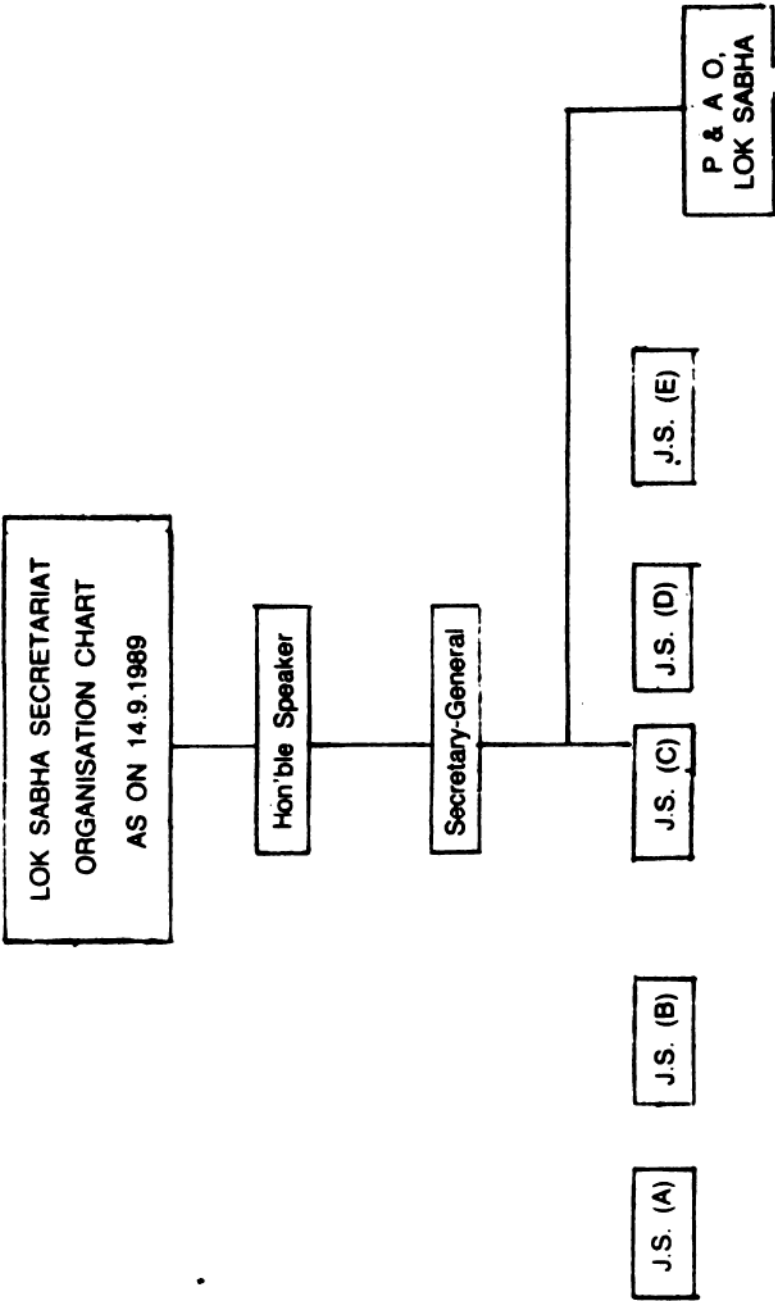 LOK SABHA SECRETARIAT
ORGANISATION CHART
AS ON 14.9.1989
Hon'ble Speaker
Secretary-General
J.S. (A)
J.S. (B)
J.S. (C)
J.S. (D)
J.S. (E)
P & A O,
LOK SABHA